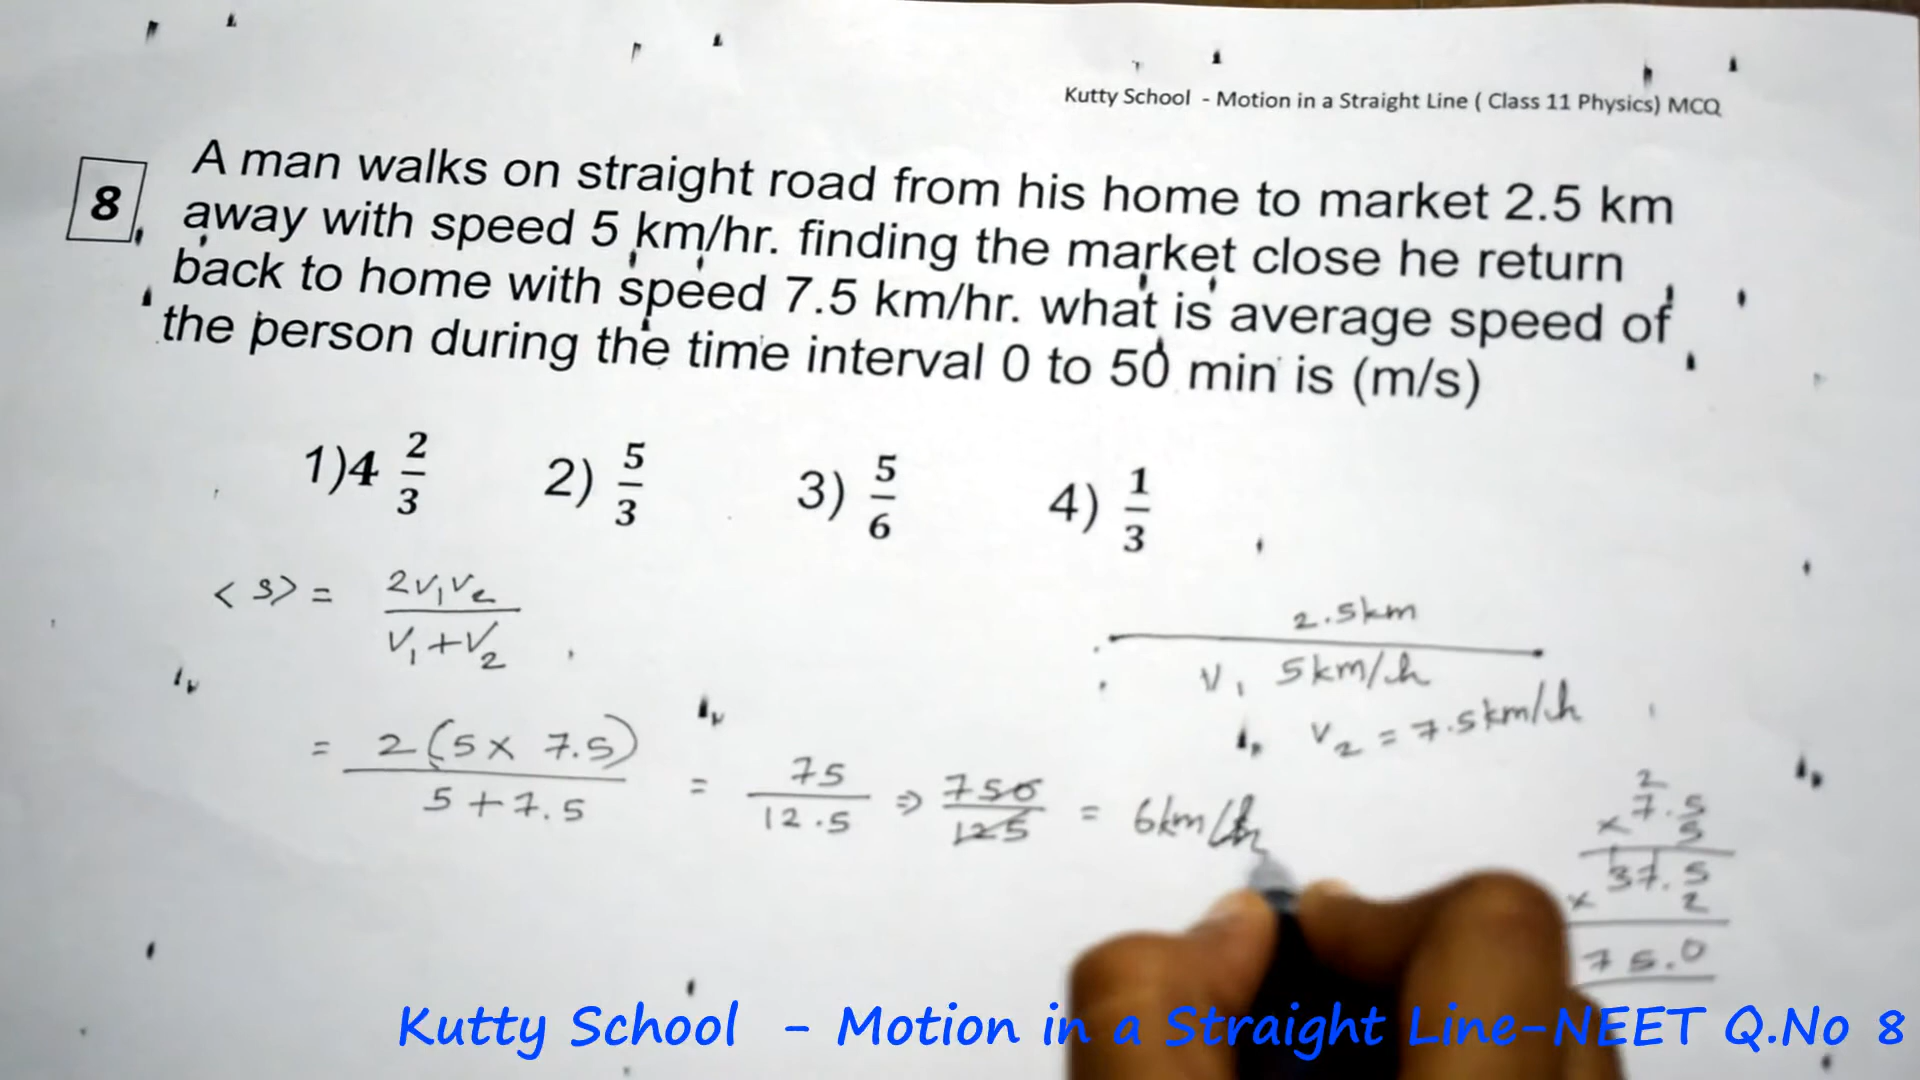 Kutty School - Motion in a Straight Line ( Class 11 Physics) MCQ
8
A man walks on straight road from his home to market 2.5 km
away with speed 5 km/hr. finding the market close he return
back to home with speed 7.5 km/hr. what is average speed of
the person during the time interval 0 to 50 min is (m/s)
1)4 2/3 2) 5/3 3) 5/6 4) 1/3
< s> = 2v₁v₂ / V₁+V₂
2.5km
V₁ 5km/h
V₂ = 7.5km/h
= 2(5 x 7.5) / 5+7.5 = 75 / 12.5 ⇒ 750 / 125 = 6km/h
2
7.5
x 5
37.5
x 2
75.0
Kutty School - Motion in a Straight Line-NEET Q.No 8